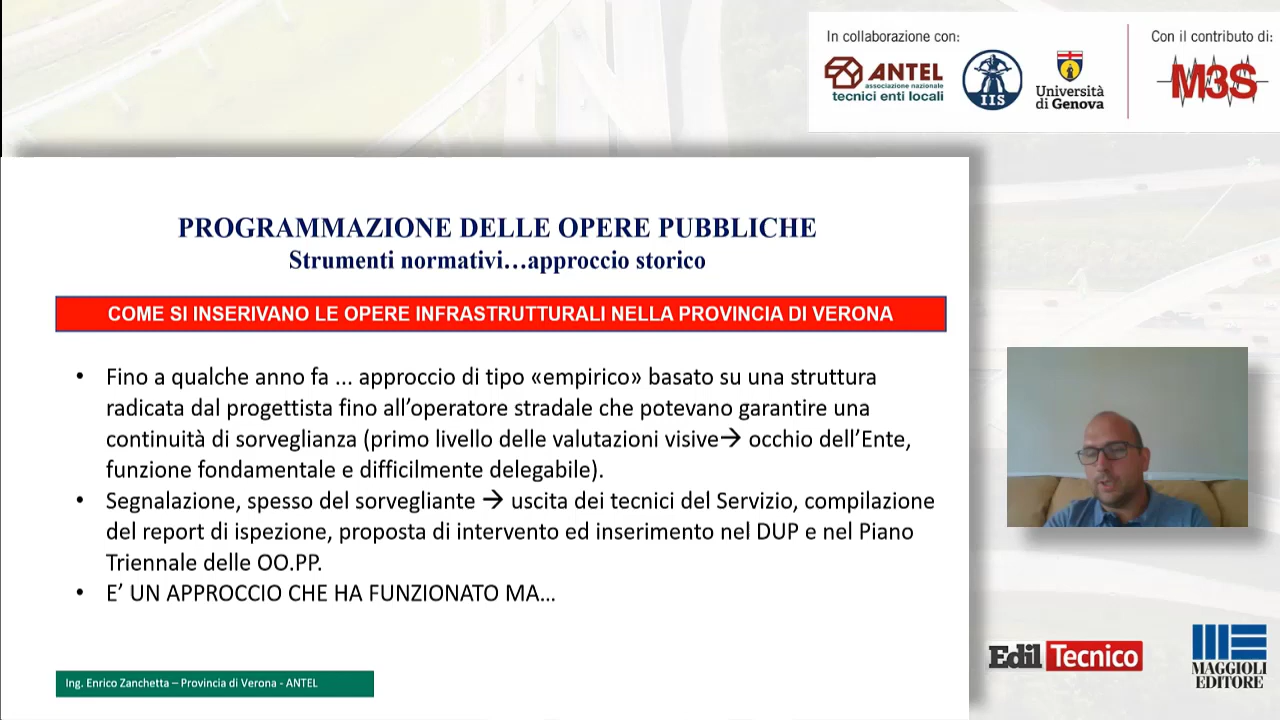 In collaborazione con:
Con il contributo di:
ANTEL
associazione nazionale
tecnici enti locali
IIS
Università
di Genova
M3S
PROGRAMMAZIONE DELLE OPERE PUBBLICHE
Strumenti normativi…approccio storico
COME SI INSERIVANO LE OPERE INFRASTRUTTURALI NELLA PROVINCIA DI VERONA
• Fino a qualche anno fa ... approccio di tipo «empirico» basato su una struttura
radicata dal progettista fino all’operatore stradale che potevano garantire una
continuità di sorveglianza (primo livello delle valutazioni visive→ occhio dell’Ente,
funzione fondamentale e difficilmente delegabile).
• Segnalazione, spesso del sorvegliante → uscita dei tecnici del Servizio, compilazione
del report di ispezione, proposta di intervento ed inserimento nel DUP e nel Piano
Triennale delle OO.PP.
• E’ UN APPROCCIO CHE HA FUNZIONATO MA…
Ing. Enrico Zanchetta – Provincia di Verona - ANTEL
Edil Tecnico
MAGGIOLI
EDITORE